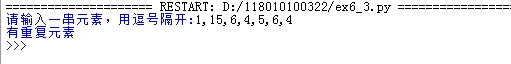 ==================== RESTART: D:/118010100322/ex6_3.py ====================
请输入一串元素，用逗号隔开:1,15,6,4,5,6,4
有重复元素
>>>